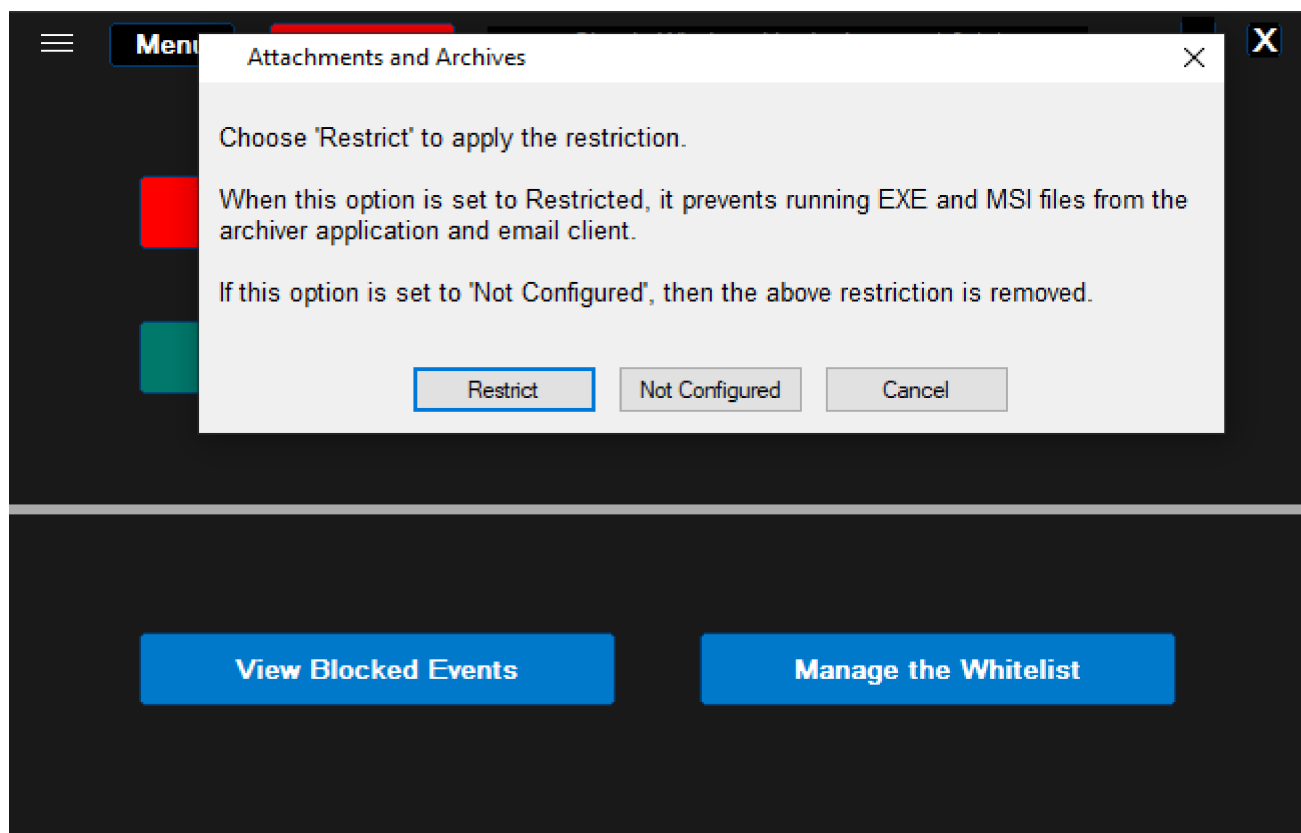 Menu
X
Attachments and Archives
Choose 'Restrict' to apply the restriction.
When this option is set to Restricted, it prevents running EXE and MSI files from the
archiver application and email client.
If this option is set to 'Not Configured', then the above restriction is removed.
Restrict Not Configured Cancel
View Blocked Events Manage the Whitelist